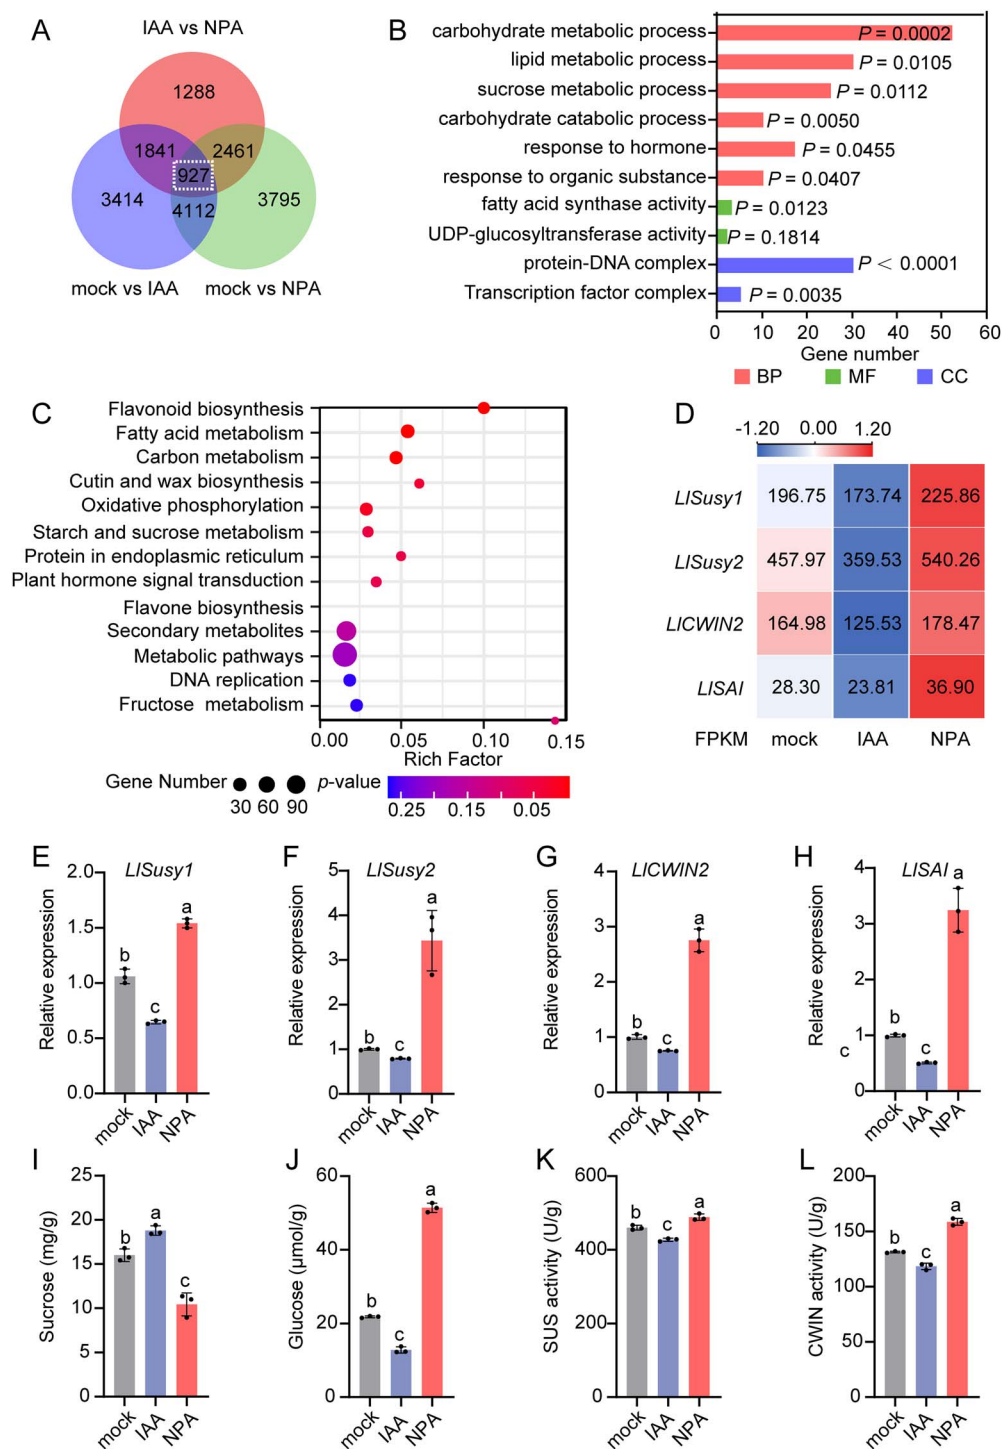 A
IAA vs NPA
1288
1841
2461
927
3414
4112
3795
mock vs IAA
mock vs NPA
B
carbohydrate metabolic process
P = 0.0002
lipid metabolic process
P = 0.0105
sucrose metabolic process
P = 0.0112
carbohydrate catabolic process
P = 0.0050
response to hormone
P = 0.0455
response to organic substance
P = 0.0407
fatty acid synthase activity
P = 0.0123
UDP-glucosyltransferase activity
P = 0.1814
protein-DNA complex
P < 0.0001
Transcription factor complex
P = 0.0035
0 10 20 30 40 50 60
Gene number
BP MF CC
C
Flavonoid biosynthesis
Fatty acid metabolism
Carbon metabolism
Cutin and wax biosynthesis
Oxidative phosphorylation
Starch and sucrose metabolism
Protein in endoplasmic reticulum
Plant hormone signal transduction
Flavone biosynthesis
Secondary metabolites
Metabolic pathways
DNA replication
Fructose metabolism
0.00 0.05 0.10 0.15
Rich Factor
Gene Number
30 60 90
p-value
0.25 0.15 0.05
D
-1.20 0.00 1.20
LlSusy1 196.75 173.74 225.86
LlSusy2 457.97 359.53 540.26
LlCWIN2 164.98 125.53 178.47
LlSAI 28.30 23.81 36.90
FPKM mock IAA NPA
E
LlSusy1
Relative expression
2.0
1.5
1.0
0.5
0.0
b
c
a
mock IAA NPA
F
LlSusy2
Relative expression
5
4
3
2
1
0
b
c
a
mock IAA NPA
G
LlCWIN2
Relative expression
4
3
2
1
0
b
c
a
mock IAA NPA
H
LlSAI
Relative expression
4
3
2
1
0
c
b
c
a
mock IAA NPA
I
Sucrose (mg/g)
25
20
15
10
5
0
b
a
c
mock IAA NPA
J
Glucose (μmol/g)
60
40
20
0
b
c
a
mock IAA NPA
K
SUS activity (U/g)
600
400
200
0
b
c
a
mock IAA NPA
L
CWIN activity (U/g)
200
150
100
50
0
b
c
a
mock IAA NPA